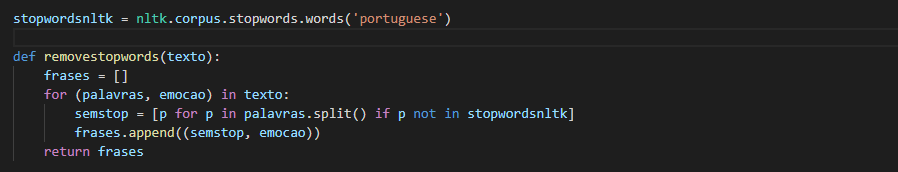 stopwordsnltk = nltk.corpus.stopwords.words('portuguese')
def removestopwords(texto):
    frases = []
    for (palavras, emocao) in texto:
        semstop = [p for p in palavras.split() if p not in stopwordsnltk]
        frases.append((semstop, emocao))
    return frases